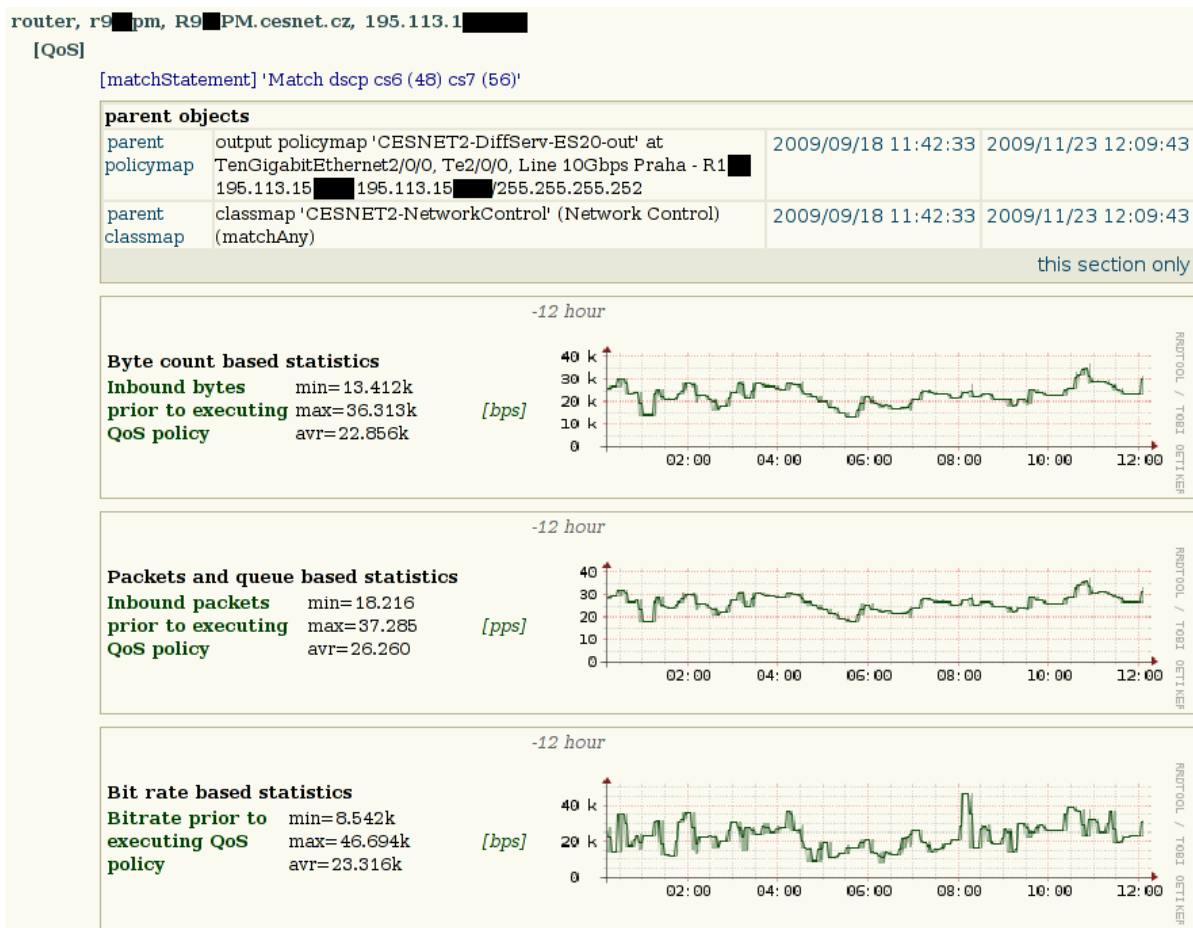 router, r9 pm, R9 PM.cesnet.cz, 195.113.1
[QoS]
[matchStatement] 'Match dscp cs6 (48) cs7 (56)'
parent objects
parent policymap
output policymap 'CESNET2-DiffServ-ES20-out' at
TenGigabitEthernet2/0/0, Te2/0/0, Line 10Gbps Praha - R1
195.113.15 195.113.15 /255.255.255.252
2009/09/18 11:42:33 2009/11/23 12:09:43
parent classmap
classmap 'CESNET2-NetworkControl' (Network Control)
(matchAny)
2009/09/18 11:42:33 2009/11/23 12:09:43
this section only
-12 hour
Byte count based statistics
Inbound bytes min=13.412k
prior to executing max=36.313k [bps]
QoS policy avr=22.856k
40 k
30 k
20 k
10 k
0
02:00 04:00 06:00 08:00 10:00 12:00
RRDTOOL / TOBI OETIKER
-12 hour
Packets and queue based statistics
Inbound packets min=18.216
prior to executing max=37.285 [pps]
QoS policy avr=26.260
40
30
20
10
0
02:00 04:00 06:00 08:00 10:00 12:00
RRDTOOL / TOBI OETIKER
-12 hour
Bit rate based statistics
Bitrate prior to min=8.542k
executing QoS max=46.694k [bps]
policy avr=23.316k
40 k
20 k
0
02:00 04:00 06:00 08:00 10:00 12:00
RRDTOOL / TOBI OETIKER